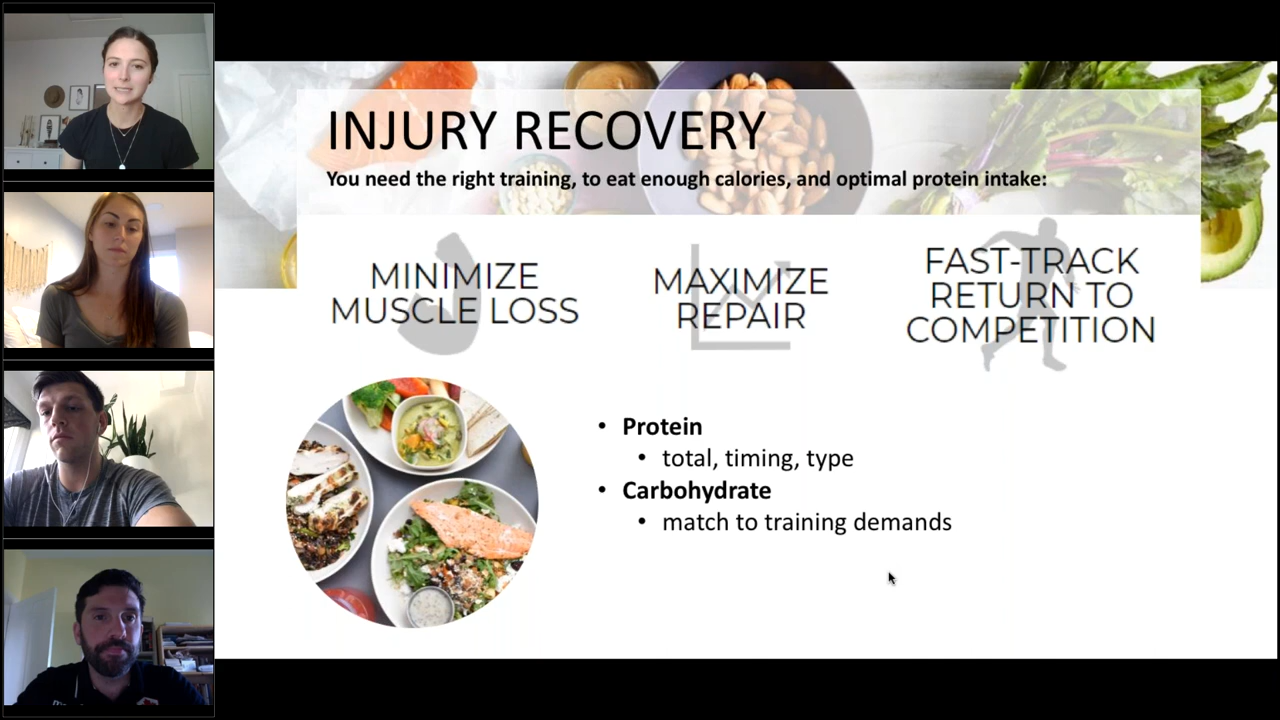 INJURY RECOVERY
You need the right training, to eat enough calories, and optimal protein intake:
MINIMIZE
MUSCLE LOSS
MAXIMIZE
REPAIR
FAST-TRACK
RETURN TO
COMPETITION
• Protein
• total, timing, type
• Carbohydrate
• match to training demands